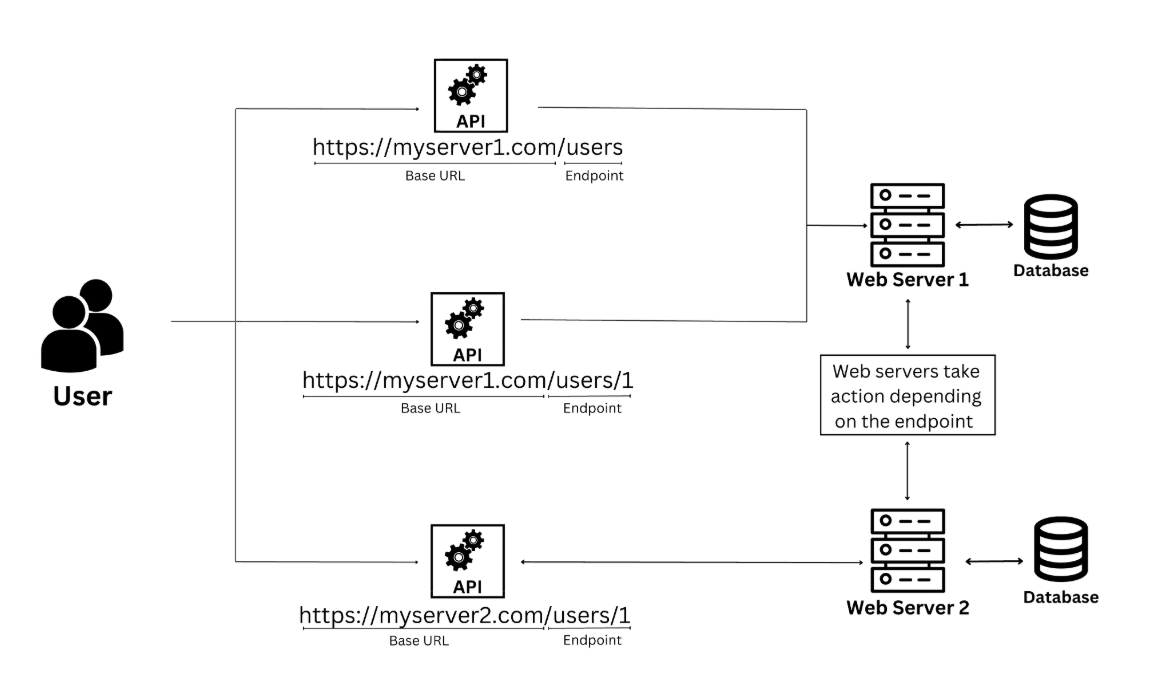 API
https://myserver1.com/users
Base URL
Endpoint
Web Server 1
Database
User
API
https://myserver1.com/users/1
Base URL
Endpoint
Web servers take
action depending
on the endpoint
API
https://myserver2.com/users/1
Base URL
Endpoint
Web Server 2
Database